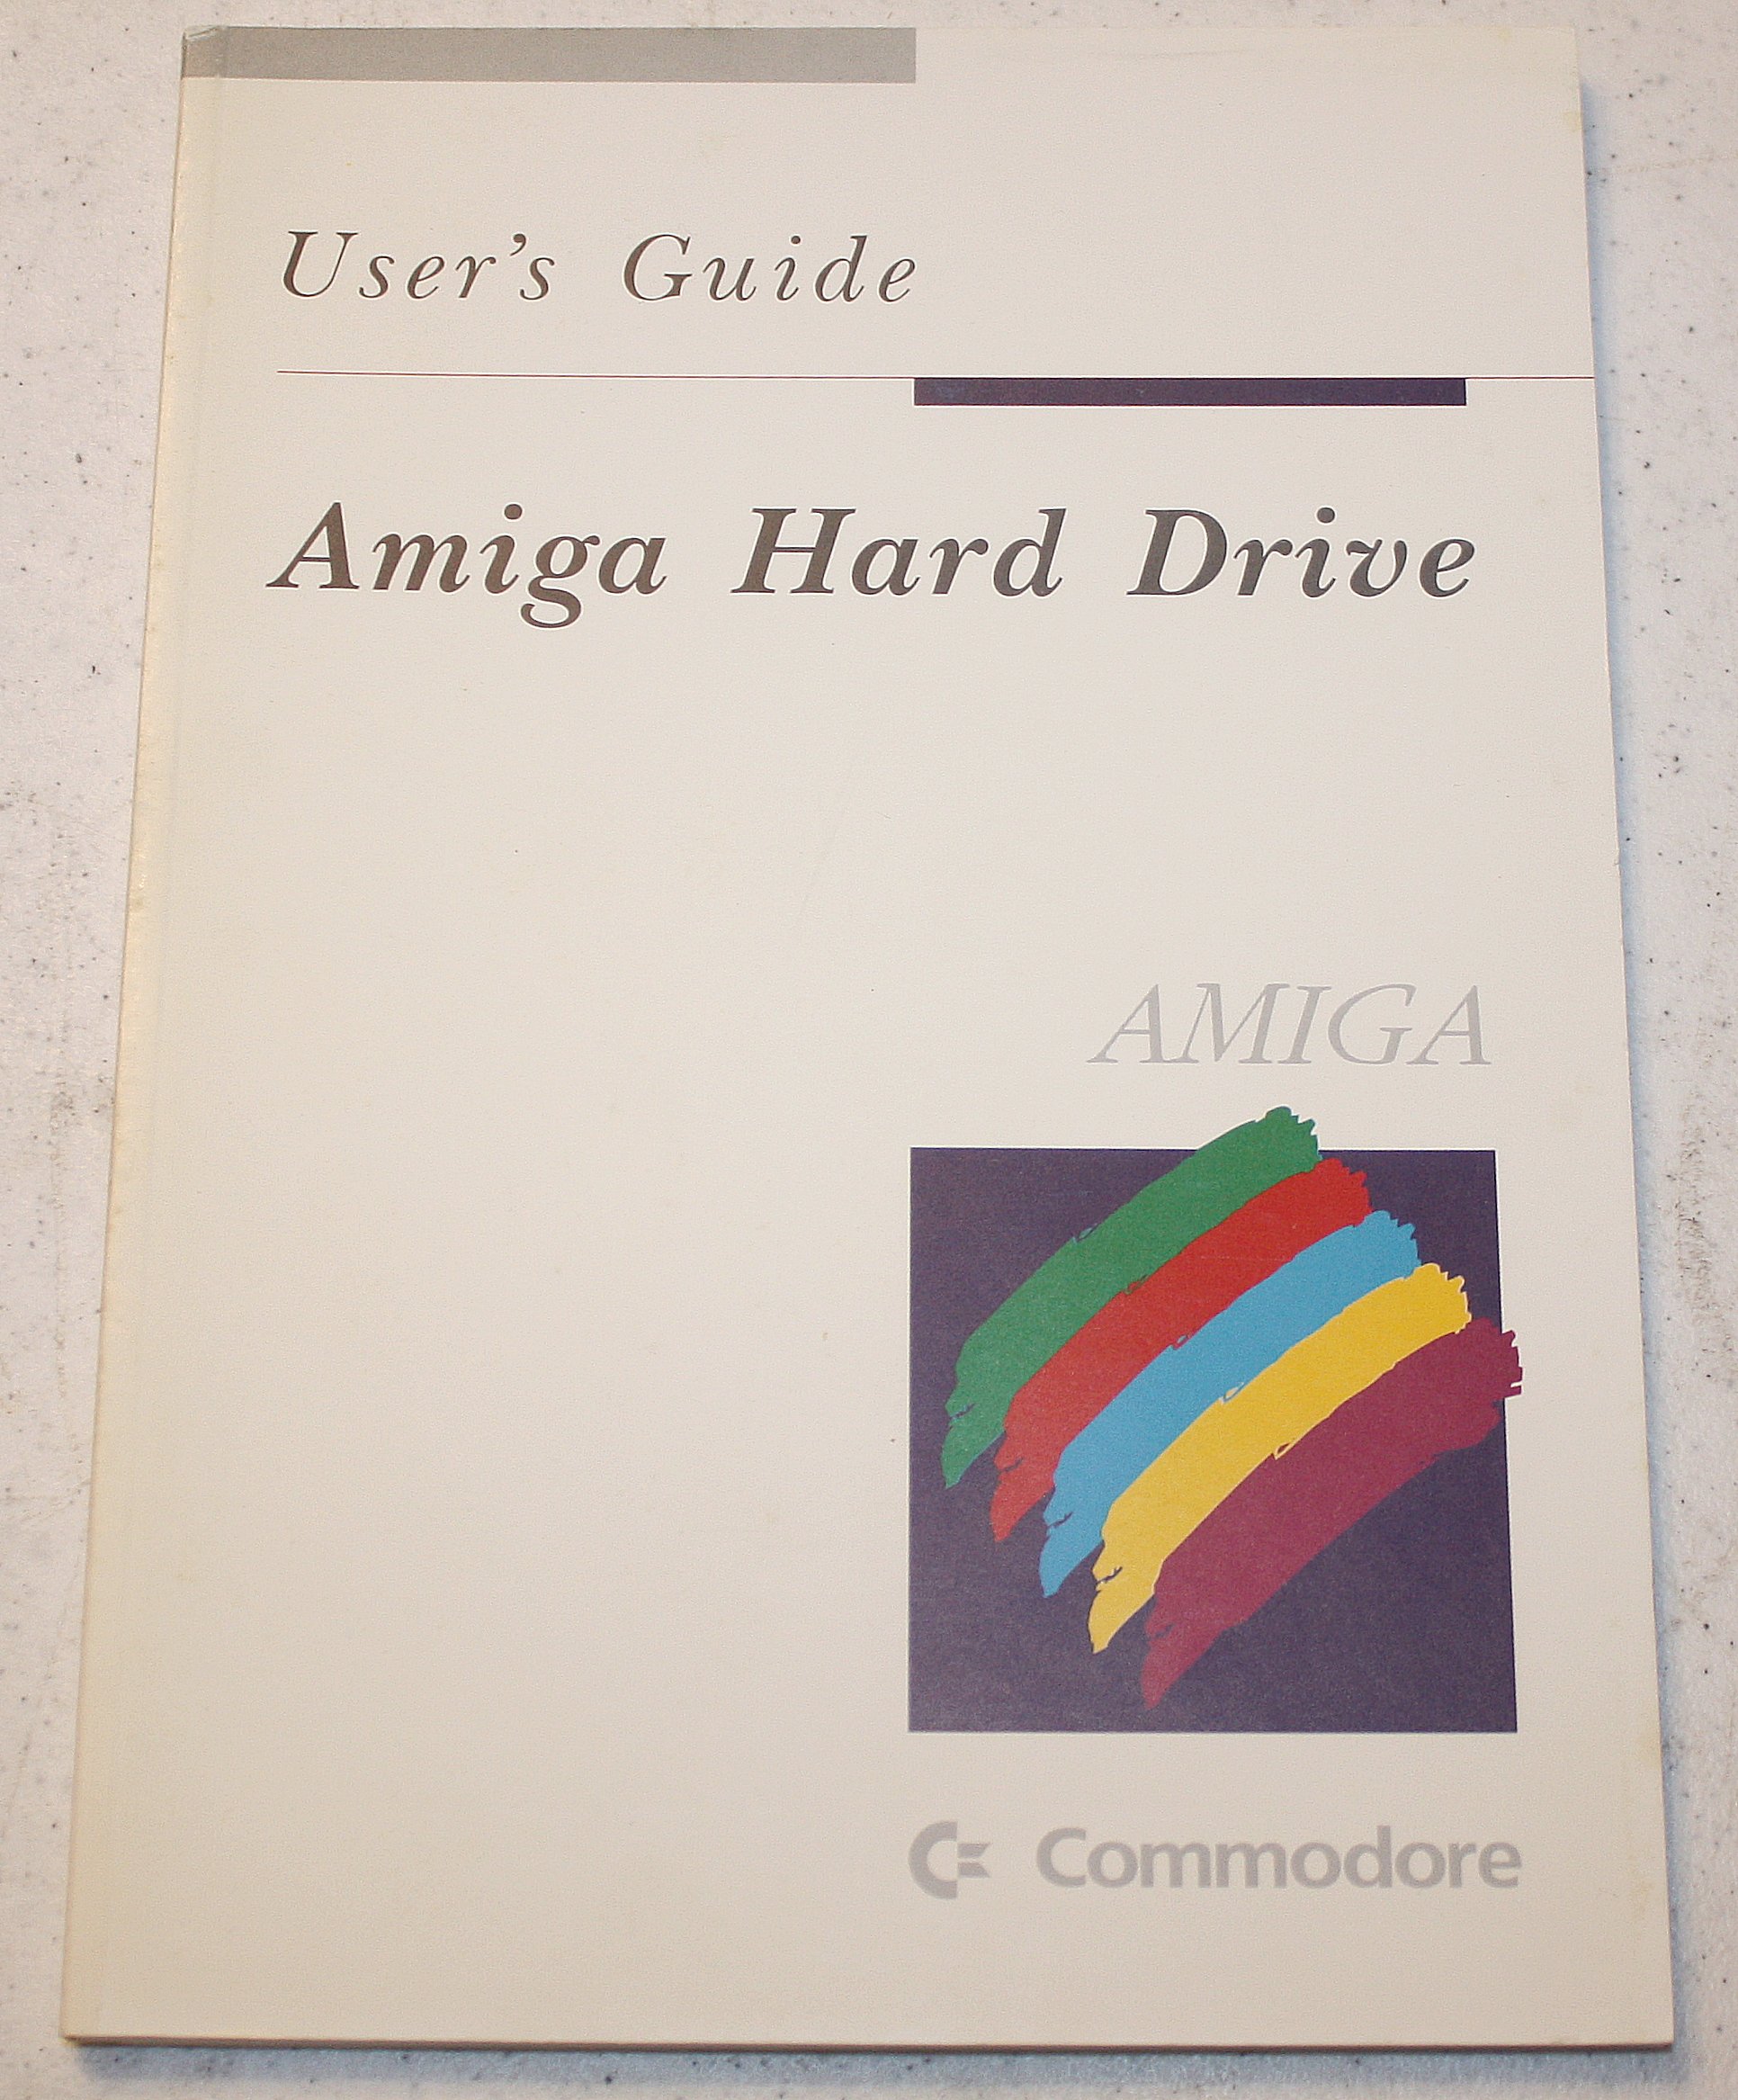 User's Guide
Amiga Hard Drive
AMIGA
Commodore